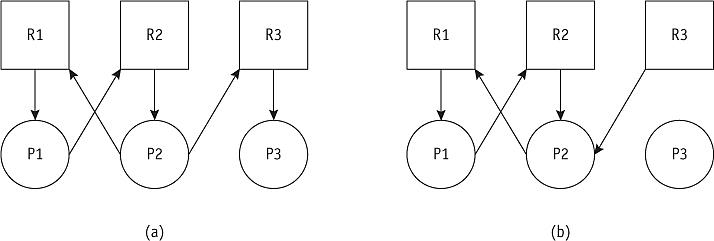 R1 R2 R3 R1 R2 R3
P1 P2 P3 P1 P2 P3
(a) (b)